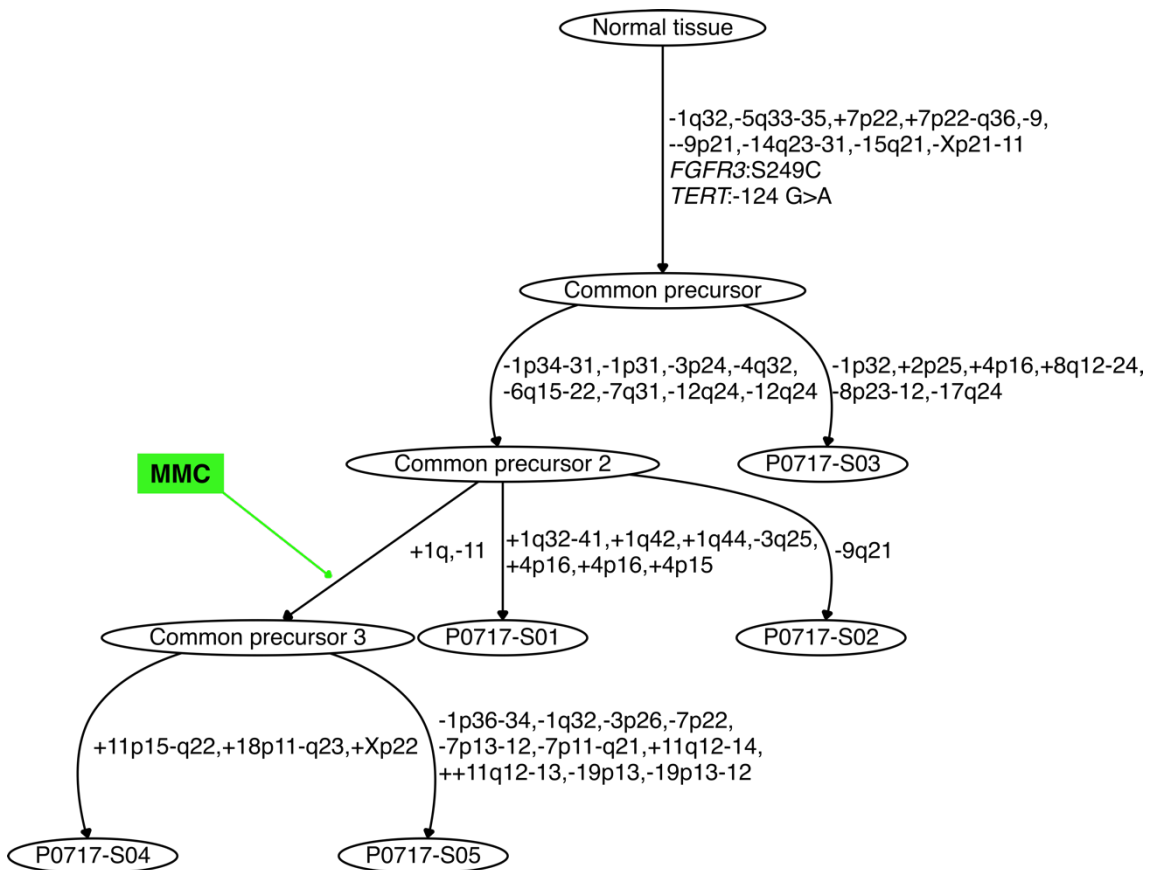 Normal tissue
-1q32,-5q33-35,+7p22,+7p22-q36,-9,
--9p21,-14q23-31,-15q21,-Xp21-11
FGFR3:S249C
TERT:-124 G>A
Common precursor
-1p34-31,-1p31,-3p24,-4q32,
-6q15-22,-7q31,-12q24,-12q24
-1p32,+2p25,+4p16,+8q12-24,
-8p23-12,-17q24
Common precursor 2
P0717-S03
MMC
+1q,-11
+1q32-41,+1q42,+1q44,-3q25,
+4p16,+4p16,+4p15
-9q21
Common precursor 3
P0717-S01
P0717-S02
+11p15-q22,+18p11-q23,+Xp22
-1p36-34,-1q32,-3p26,-7p22,
-7p13-12,-7p11-q21,+11q12-14,
++11q12-13,-19p13,-19p13-12
P0717-S04
P0717-S05